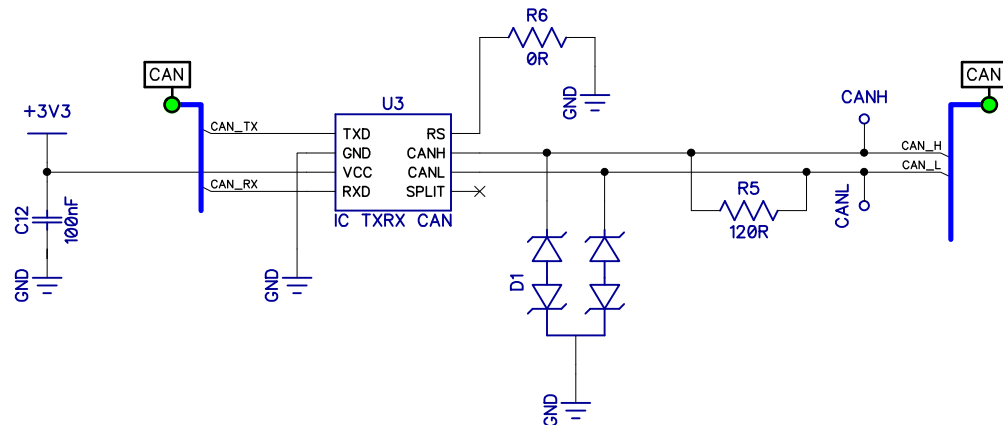 R6
0R
GND
CAN
CAN
+3V3
U3
CANH
CAN_TX
TXD
RS
GND
CANH
CAN_H
VCC
CANL
CAN_L
CAN_RX
RXD
SPLIT
IC TXRX CAN
R5
120R
CANL
C12
100nF
GND
GND
D1
GND